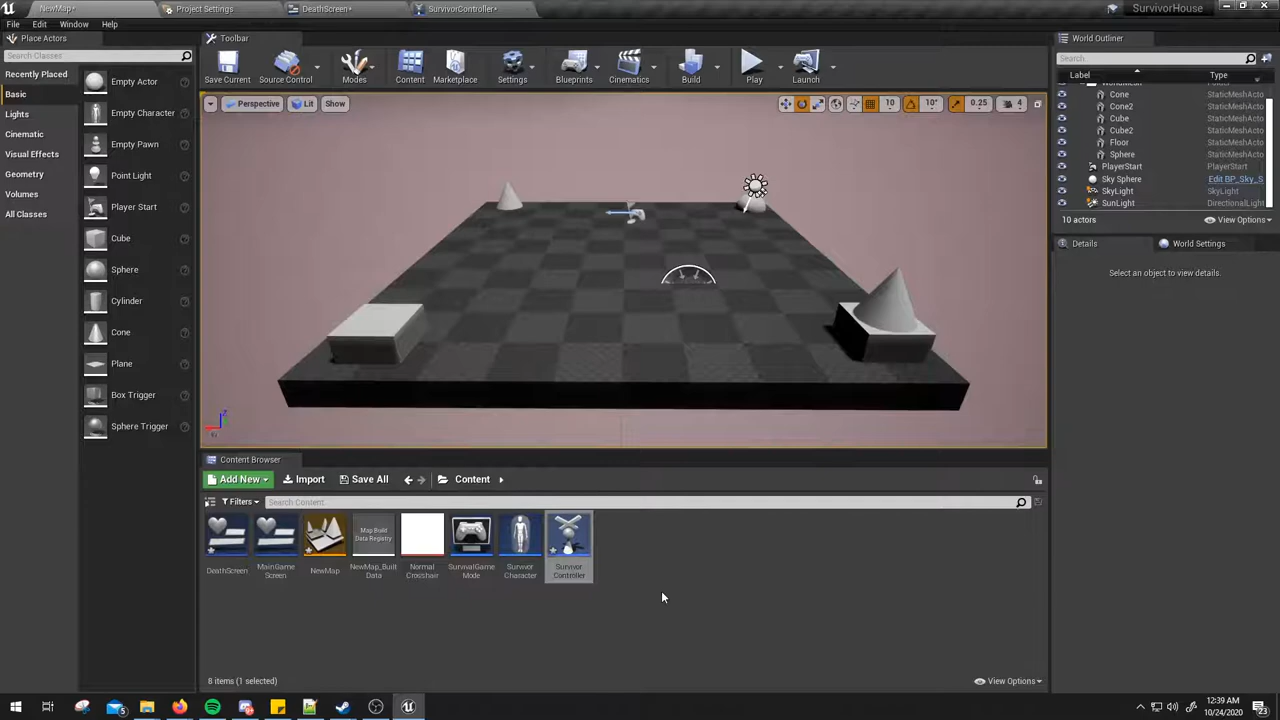 NewMap*
Project Settings
DeathScreen*
SurvivorController*
SurvivorHouse
File Edit Window Help
Place Actors
Search Classes
Recently Placed
Basic
Lights
Cinematic
Visual Effects
Geometry
Volumes
All Classes
Empty Actor
Empty Character
Empty Pawn
Point Light
Player Start
Cube
Sphere
Cylinder
Cone
Plane
Box Trigger
Sphere Trigger
Toolbar
Save Current
Source Control
Modes
Content
Marketplace
Settings
Blueprints
Cinematics
Build
Play
Launch
Perspective
Lit
Show
10
10°
0.25
4
Content Browser
Add New
Import
Save All
Content
Filters
Search Content
DeathScreen
MainGame
Screen
NewMap
Map Build
Data Registry
NewMap_Built
Data
Normal
Crosshair
SurvivalGame
Mode
Survivor
Character
Survivor
Controller
8 items (1 selected)
View Options
World Outliner
Search...
Label Type
Cone StaticMeshActo
Cone2 StaticMeshActo
Cube StaticMeshActo
Cube2 StaticMeshActo
Floor StaticMeshActo
Sphere StaticMeshActo
PlayerStart PlayerStart
Sky Sphere Edit BP_Sky_S
SkyLight SkyLight
SunLight DirectionalLight
10 actors
View Options
Details
World Settings
Select an object to view details.
12:39 AM
10/24/2020